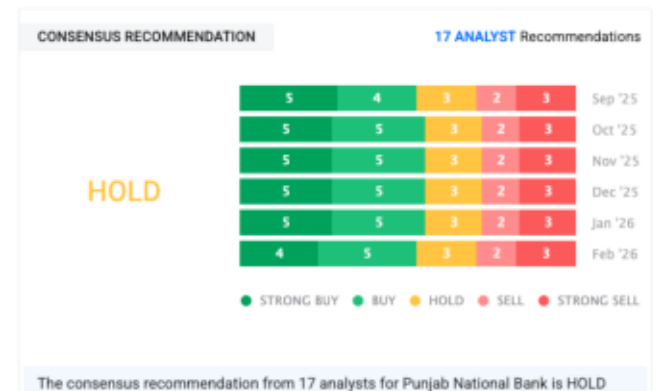 CONSENSUS RECOMMENDATION 17 ANALYST Recommendations
5 4 3 2 3 Sep '25
5 5 3 2 3 Oct '25
5 5 3 2 3 Nov '25
HOLD
5 5 3 2 3 Dec '25
5 5 3 2 3 Jan '26
4 5 3 2 3 Feb '26
STRONG BUY BUY HOLD SELL STRONG SELL
The consensus recommendation from 17 analysts for Punjab National Bank is HOLD